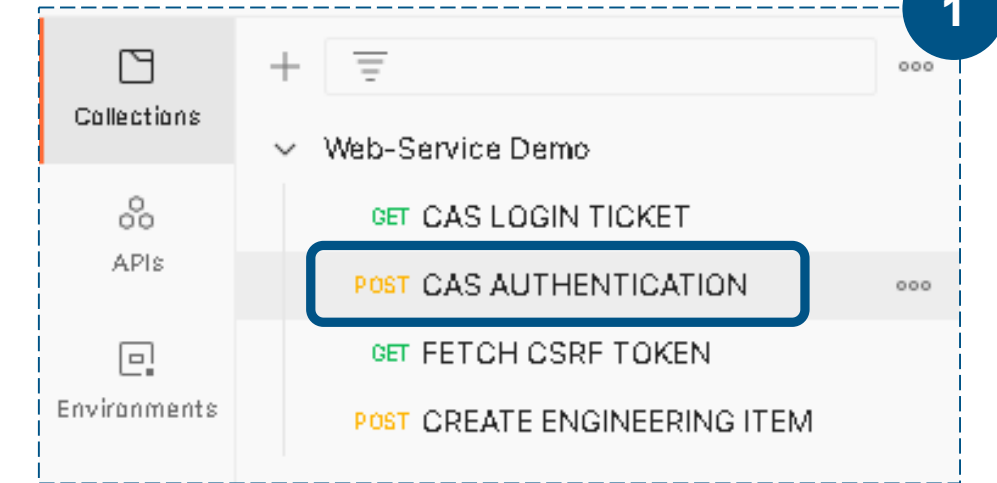 1
Collections
Web-Service Demo
GET CAS LOGIN TICKET
APIs
POST CAS AUTHENTICATION
GET FETCH CSRF TOKEN
Environments
POST CREATE ENGINEERING ITEM